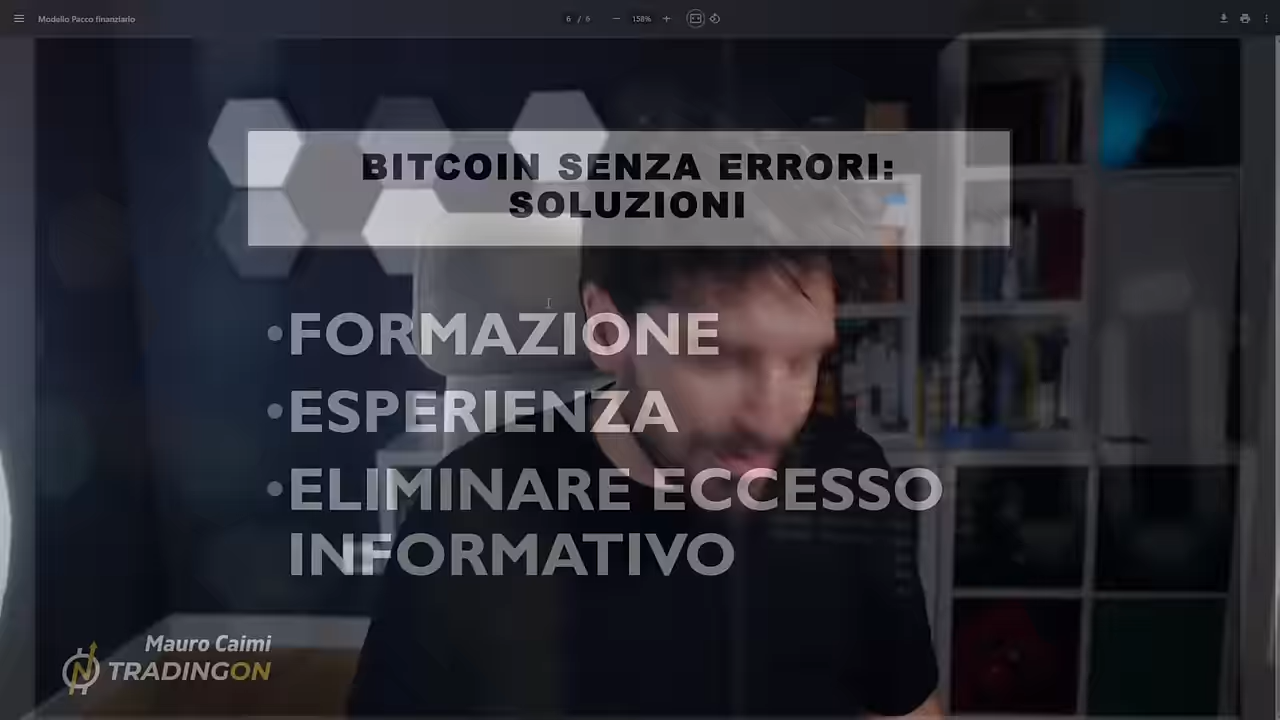 Modello Pacco finanziario
6 / 6
158%
BITCOIN SENZA ERRORI:
SOLUZIONI
•FORMAZIONE
•ESPERIENZA
•ELIMINARE ECCESSO
INFORMATIVO
Mauro Caimi
TRADINGON